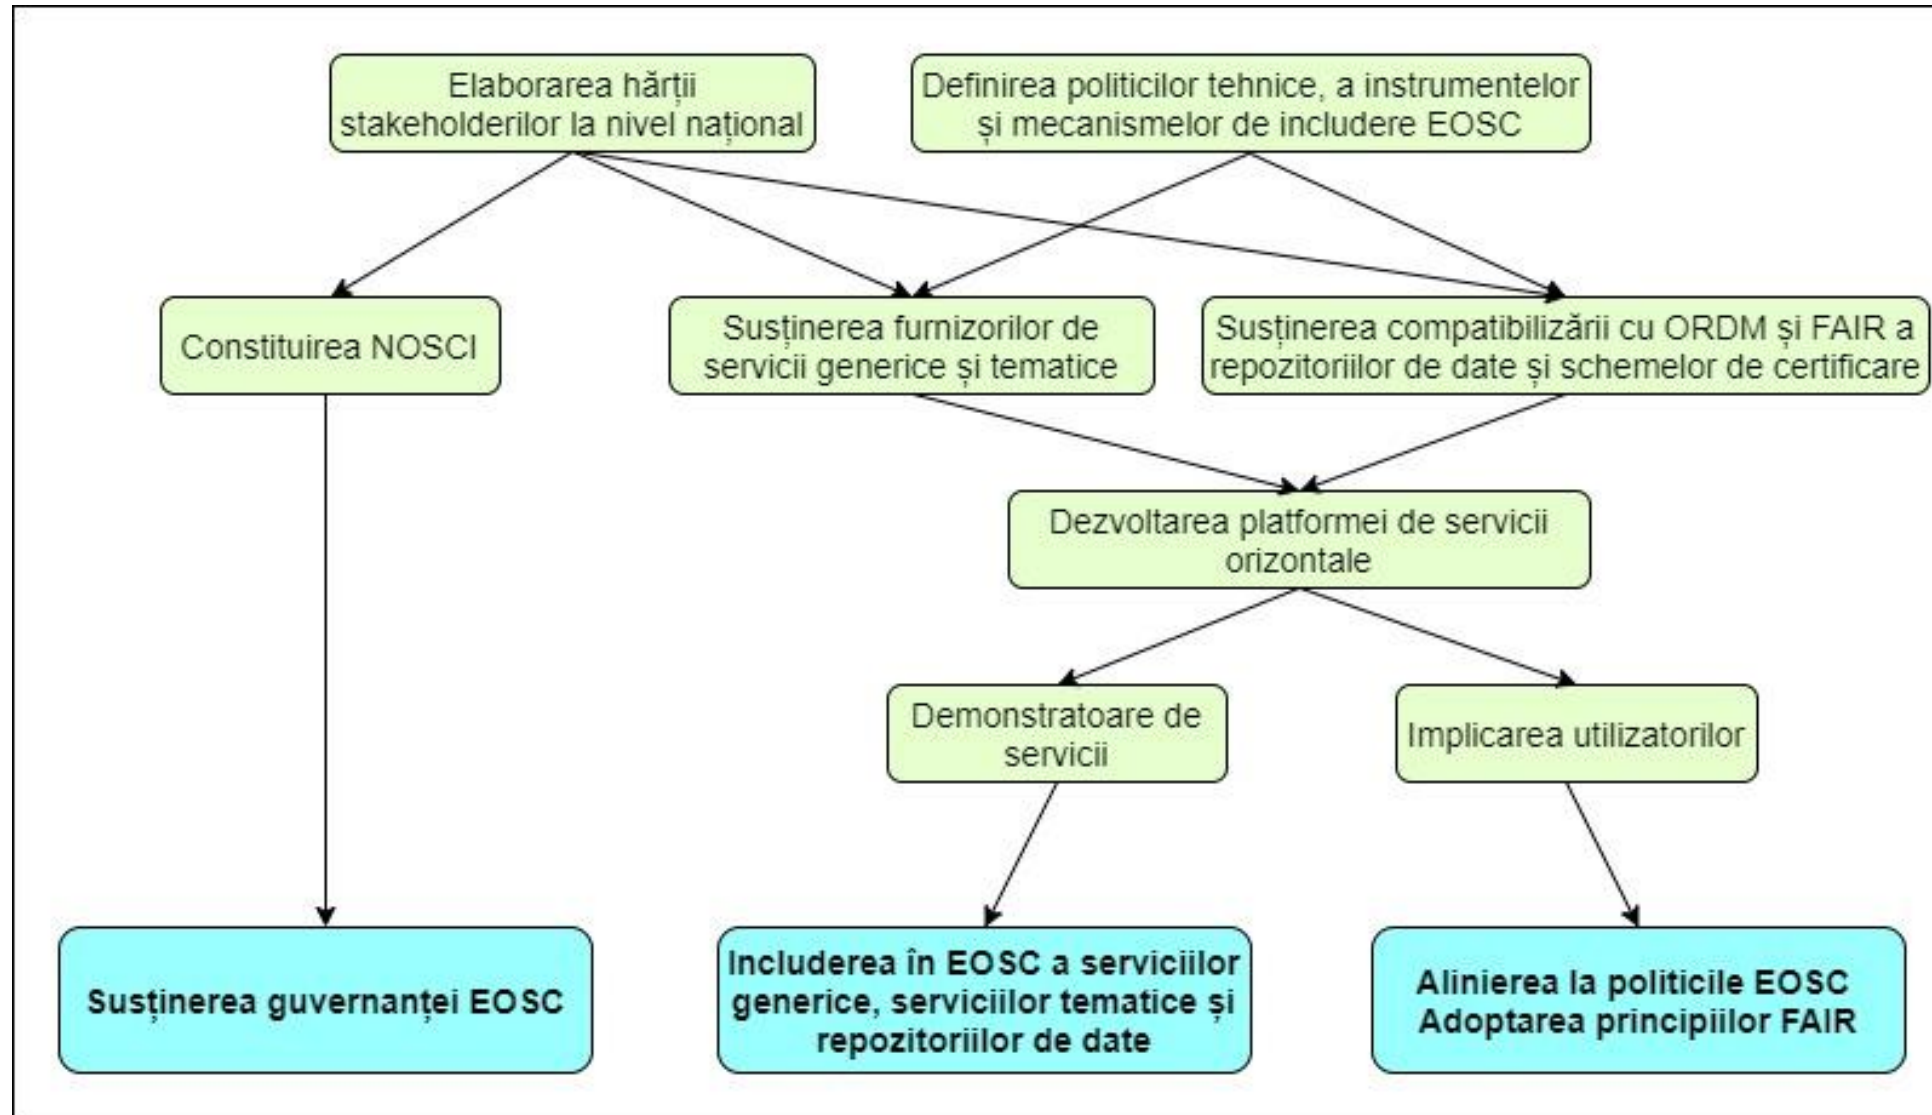 Elaborarea hărții
stakeholderilor la nivel național
Definirea politicilor tehnice, a instrumentelor
și mecanismelor de includere EOSC
Constituirea NOSCI
Susținerea furnizorilor de
servicii generice și tematice
Susținerea compatibilizării cu ORDM și FAIR a
repozitoriilor de date și schemelor de certificare
Dezvoltarea platformei de servicii
orizontale
Demonstratoare de
servicii
Implicarea utilizatorilor
Susținerea guvernanței EOSC
Includerea în EOSC a serviciilor
generice, serviciilor tematice și
repozitoriilor de date
Alinierea la politicile EOSC
Adoptarea principiilor FAIR